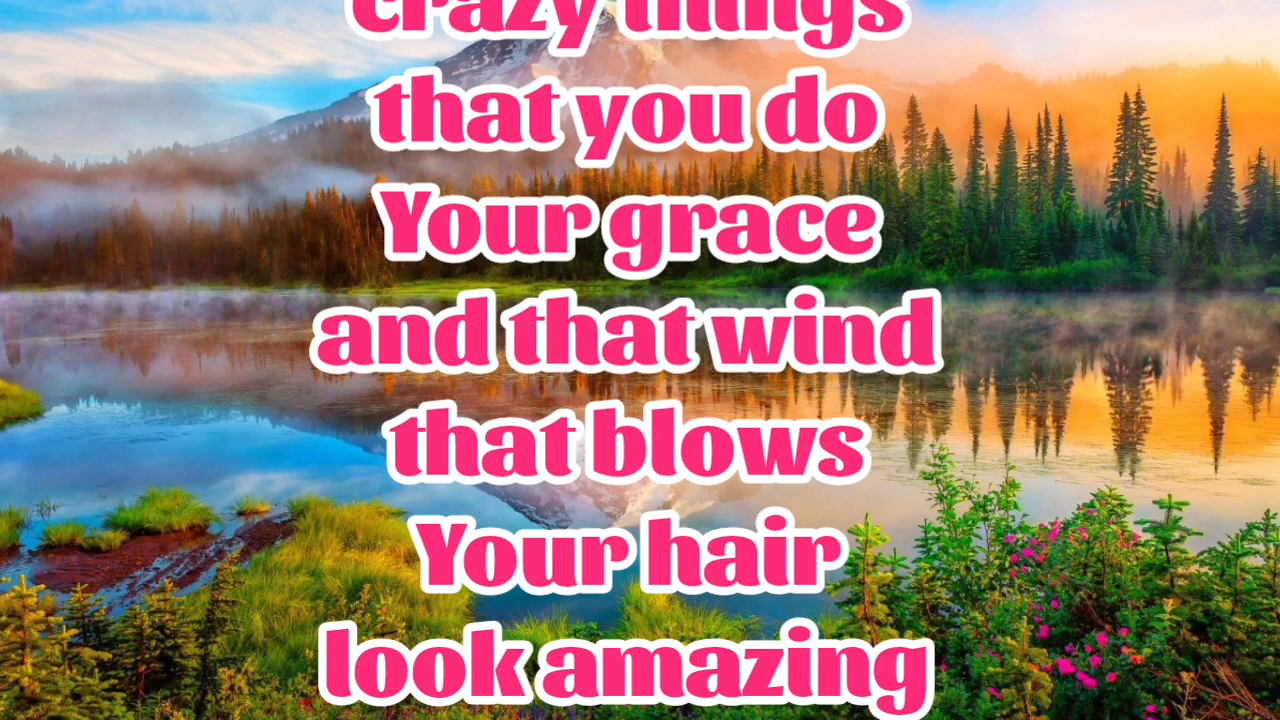 crazy things
that you do
Your grace
and that wind
that blows
Your hair
look amazing